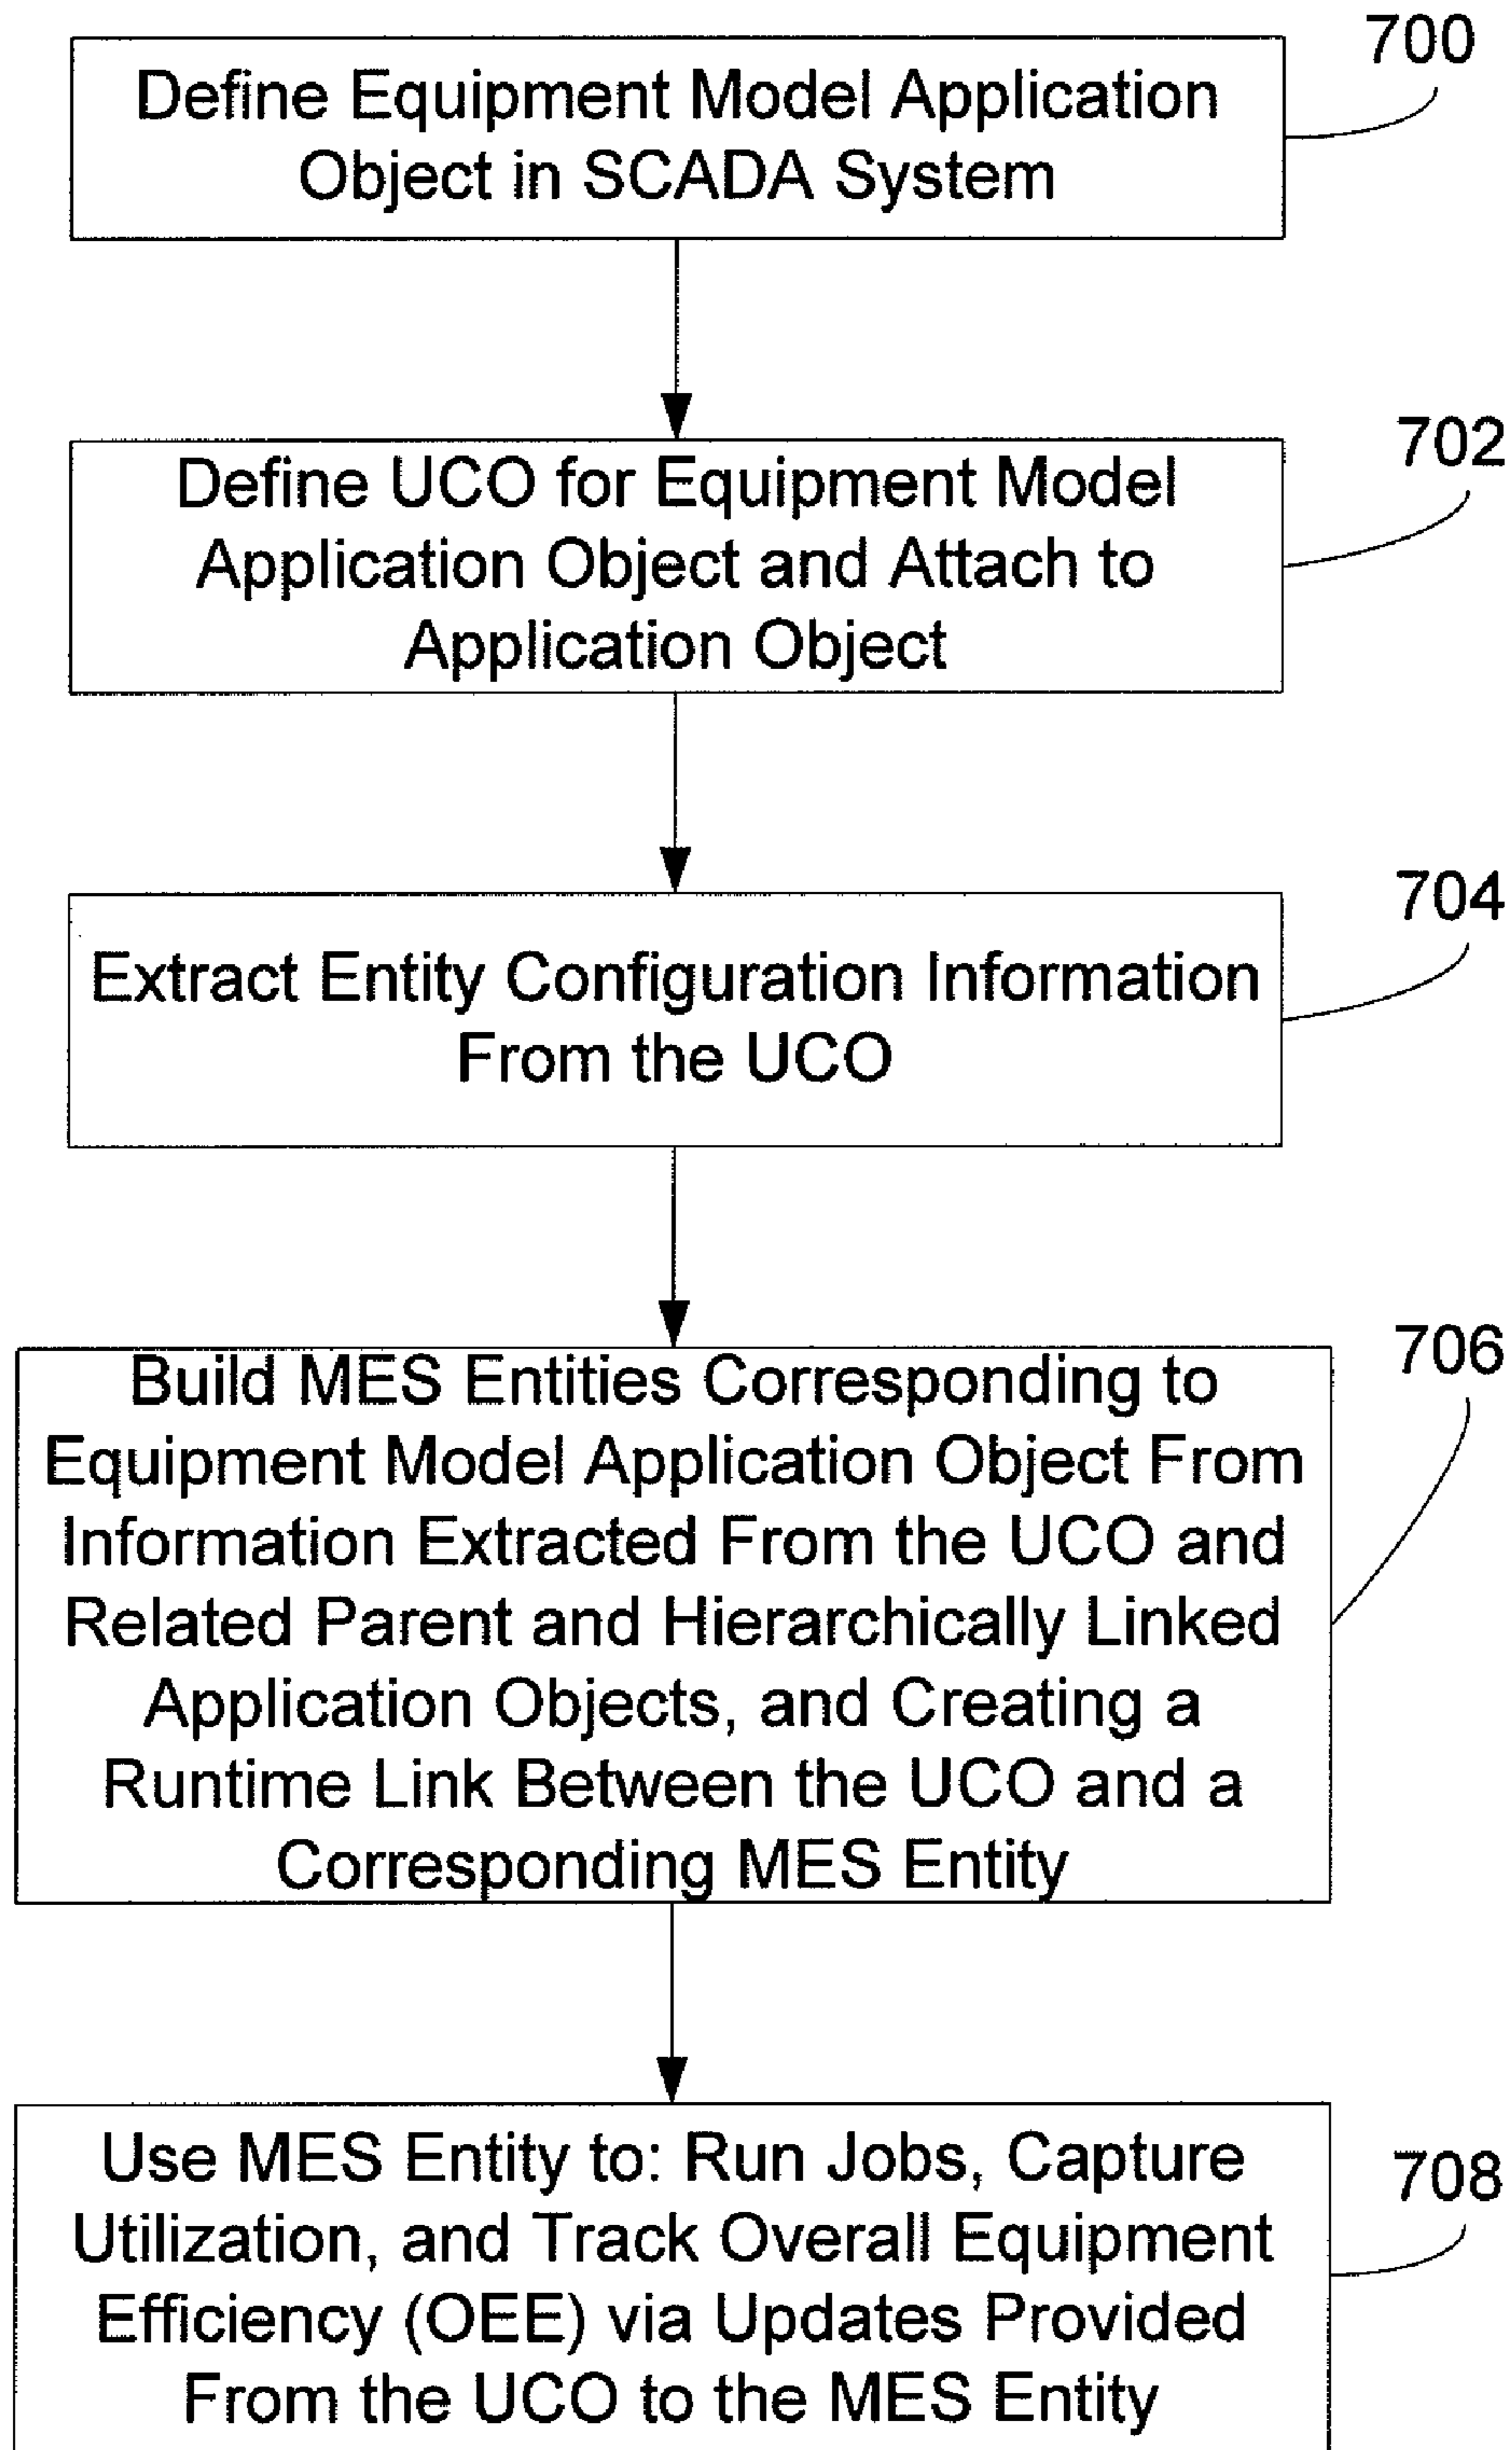 700
Define Equipment Model Application
Object in SCADA System
702
Define UCO for Equipment Model
Application Object and Attach to
Application Object
704
Extract Entity Configuration Information
From the UCO
706
Build MES Entities Corresponding to
Equipment Model Application Object From
Information Extracted From the UCO and
Related Parent and Hierarchically Linked
Application Objects, and Creating a
Runtime Link Between the UCO and a
Corresponding MES Entity
708
Use MES Entity to: Run Jobs, Capture
Utilization, and Track Overall Equipment
Efficiency (OEE) via Updates Provided
From the UCO to the MES Entity